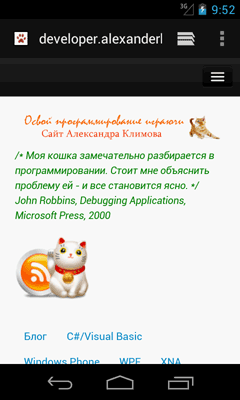 3G 9:52
developer.alexanderl
Освой программирование играючи
Сайт Александра Климова
/* Моя кошка замечательно разбирается в
программировании. Стоит мне объяснить
проблему ей - и все становится ясно. */
John Robbins, Debugging Applications,
Microsoft Press, 2000
Блог C#/Visual Basic
Windows Phone WPF XNA